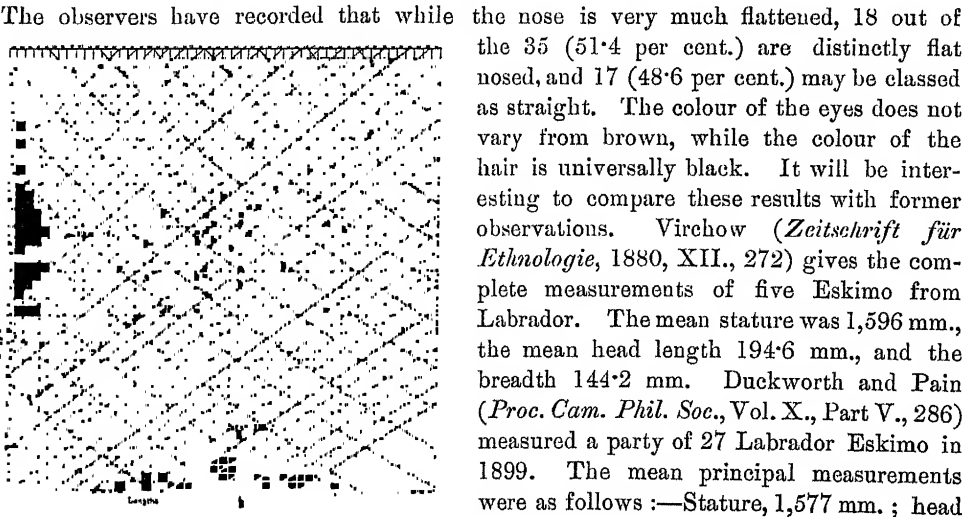 The observers have recorded that while the nose is very much flattened, 18 out of
the 35 (51·4 per cent.) are distinctly flat
nosed, and 17 (48·6 per cent.) may be classed
as straight. The colour of the eyes does not
vary from brown, while the colour of the
hair is universally black. It will be inter-
esting to compare these results with former
observations. Virchow (Zeitschrift für
Ethnologie, 1880, XII., 272) gives the com-
plete measurements of five Eskimo from
Labrador. The mean stature was 1,596 mm.,
the mean head length 194·6 mm., and the
breadth 144·2 mm. Duckworth and Pain
(Proc. Cam. Phil. Soc., Vol. X., Part V., 286)
measured a party of 27 Labrador Eskimo in
1899. The mean principal measurements
were as follows :—Stature, 1,577 mm. ; head
Lengths